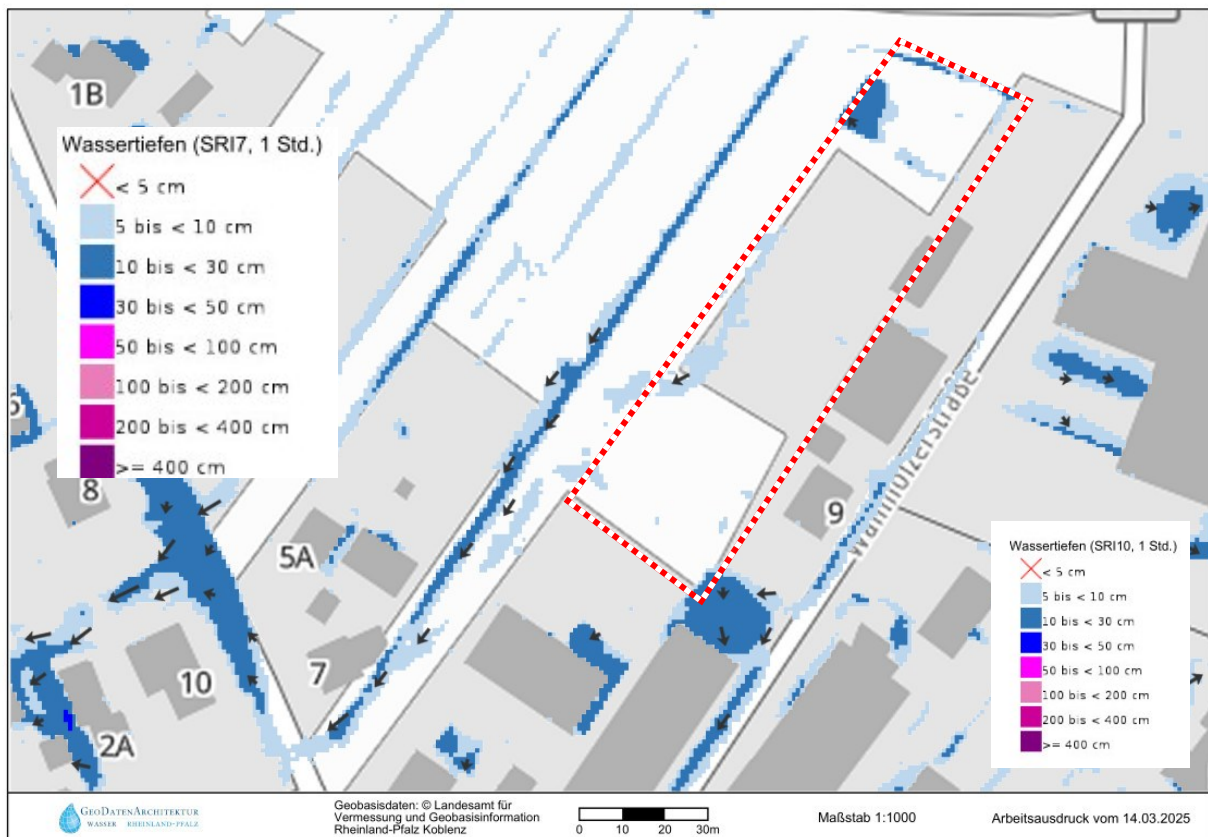 1B
Wassertiefen (SRI7, 1 Std.)
< 5 cm
5 bis < 10 cm
10 bis < 30 cm
30 bis < 50 cm
50 bis < 100 cm
100 bis < 200 cm
200 bis < 400 cm
>= 400 cm
8
5A
9
7
10
2A
Wassertiefen (SRI10, 1 Std.)
< 5 cm
5 bis < 10 cm
10 bis < 30 cm
30 bis < 50 cm
50 bis < 100 cm
100 bis < 200 cm
200 bis < 400 cm
>= 400 cm
GEODATENARCHITEKTUR
WASSER RHEINLAND-PFALZ
Geobasisdaten: © Landesamt für
Vermessung und Geobasisinformation
Rheinland-Pfalz Koblenz
0 10 20 30m
Maßstab 1:1000
Arbeitsausdruck vom 14.03.2025